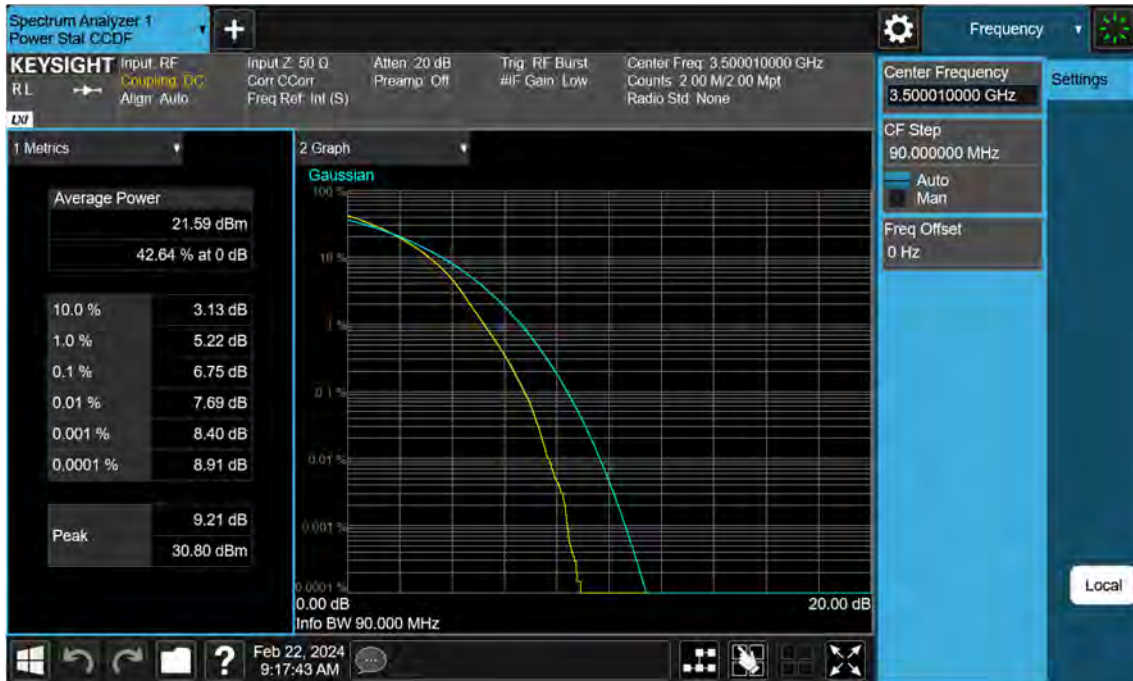 Spectrum Analyzer 1
Power Stat CCDF
+
Frequency
KEYSIGHT
RL
LXI
Input: RF
Coupling: DC
Align: Auto
Input Z: 50 Ω
Corr CCorr
Freq Ref: Int (S)
Atten: 20 dB
Preamp: Off
Trig: RF Burst
#IF Gain: Low
Center Freq: 3.500010000 GHz
Counts: 2.00 M/2.00 Mpt
Radio Std: None
Center Frequency
3.500010000 GHz
Settings
CF Step
90.000000 MHz
Auto
Man
Freq Offset
0 Hz
1 Metrics
Average Power
21.59 dBm
42.64 % at 0 dB
10.0 % 3.13 dB
1.0 % 5.22 dB
0.1 % 6.75 dB
0.01 % 7.69 dB
0.001 % 8.40 dB
0.0001 % 8.91 dB
Peak
9.21 dB
30.80 dBm
2 Graph
Gaussian
100 %
10 %
1 %
0.1 %
0.01 %
0.001 %
0.0001 %
0.00 dB
20.00 dB
Info BW 90.000 MHz
Local
?
Feb 22, 2024
9:17:43 AM